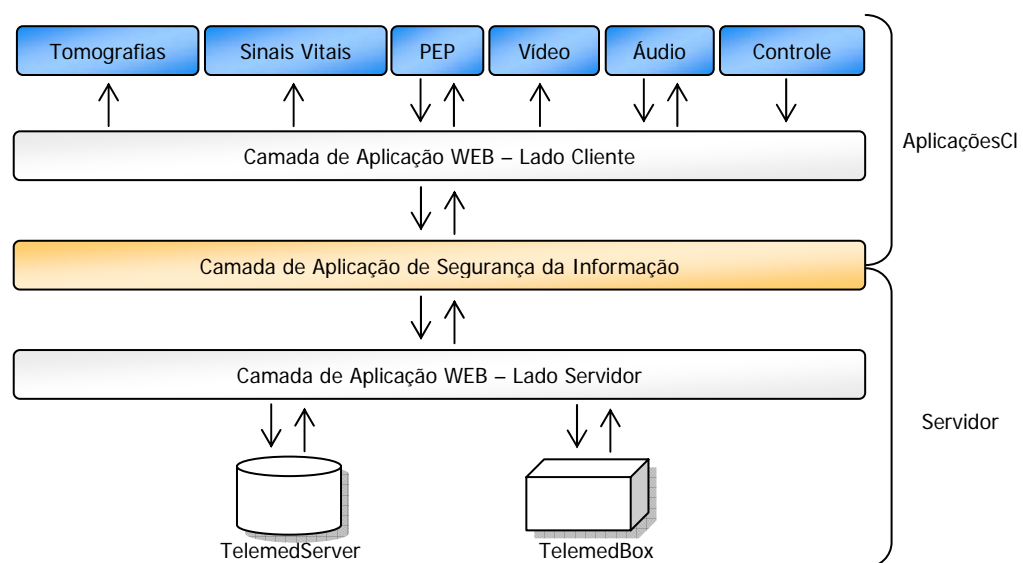 Tomografias
Sinais Vitais
PEP
Vídeo
Áudio
Controle
Camada de Aplicação WEB – Lado Cliente
AplicaçõesCl
Camada de Aplicação de Segurança da Informação
Camada de Aplicação WEB – Lado Servidor
Servidor
TelemedServer
TelemedBox